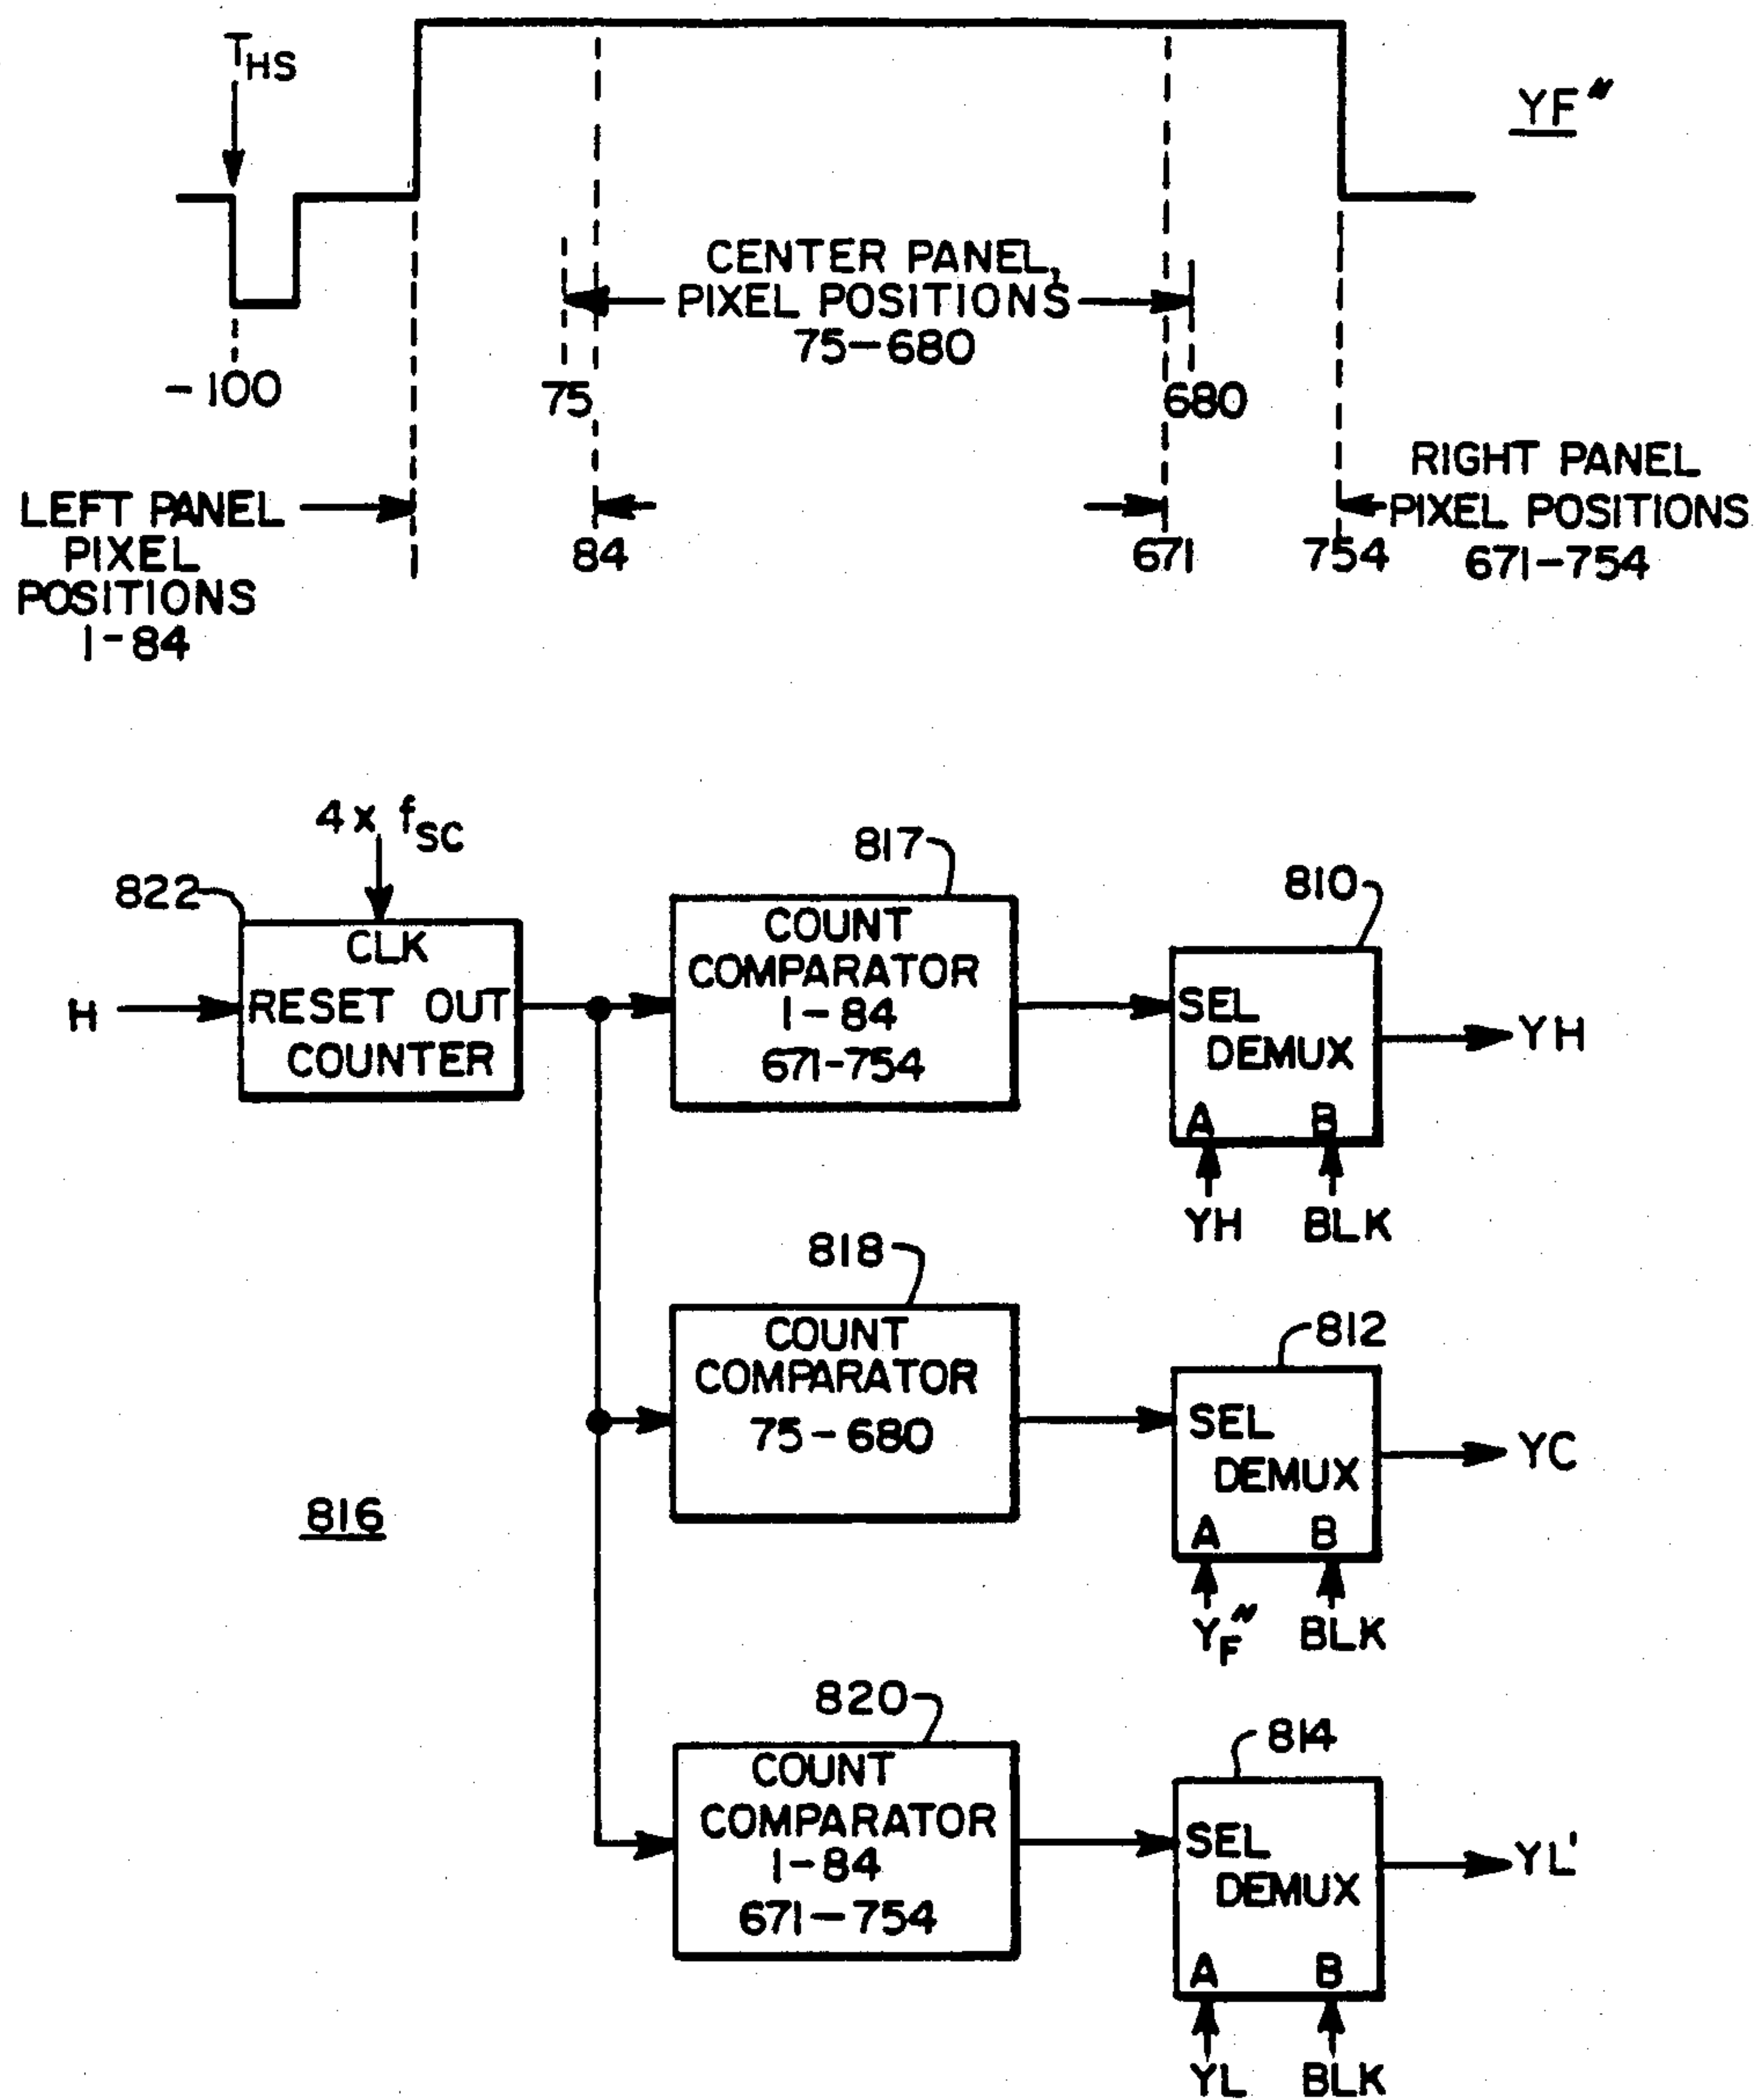 THS
YF"
CENTER PANEL,
PIXEL POSITIONS
75-680
-100
75
680
LEFT PANEL
PIXEL
POSITIONS
1-84
84
671
754
RIGHT PANEL
PIXEL POSITIONS
671-754
4 x fSC
822
CLK
H
RESET OUT
COUNTER
817
COUNT
COMPARATOR
1-84
671-754
810
SEL
DEMUX
A B
YH
YH BLK
818
COUNT
COMPARATOR
75-680
812
SEL
DEMUX
A B
YC
YF" BLK
816
820
COUNT
COMPARATOR
1-84
671-754
814
SEL
DEMUX
A B
YL'
YL BLK